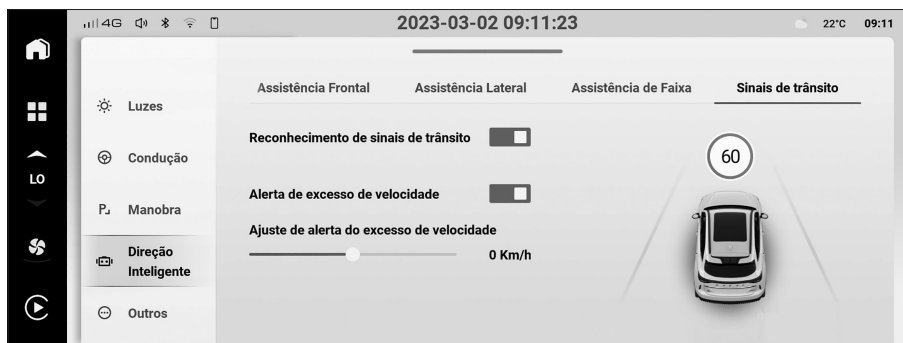 4G
2023-03-02 09:11:23
22°C 09:11
LO
Luzes
Condução
Manobra
Direção
Inteligente
Outros
Assistência Frontal Assistência Lateral Assistência de Faixa Sinais de trânsito
Reconhecimento de sinais de trânsito
Alerta de excesso de velocidade
Ajuste de alerta do excesso de velocidade
0 Km/h
60